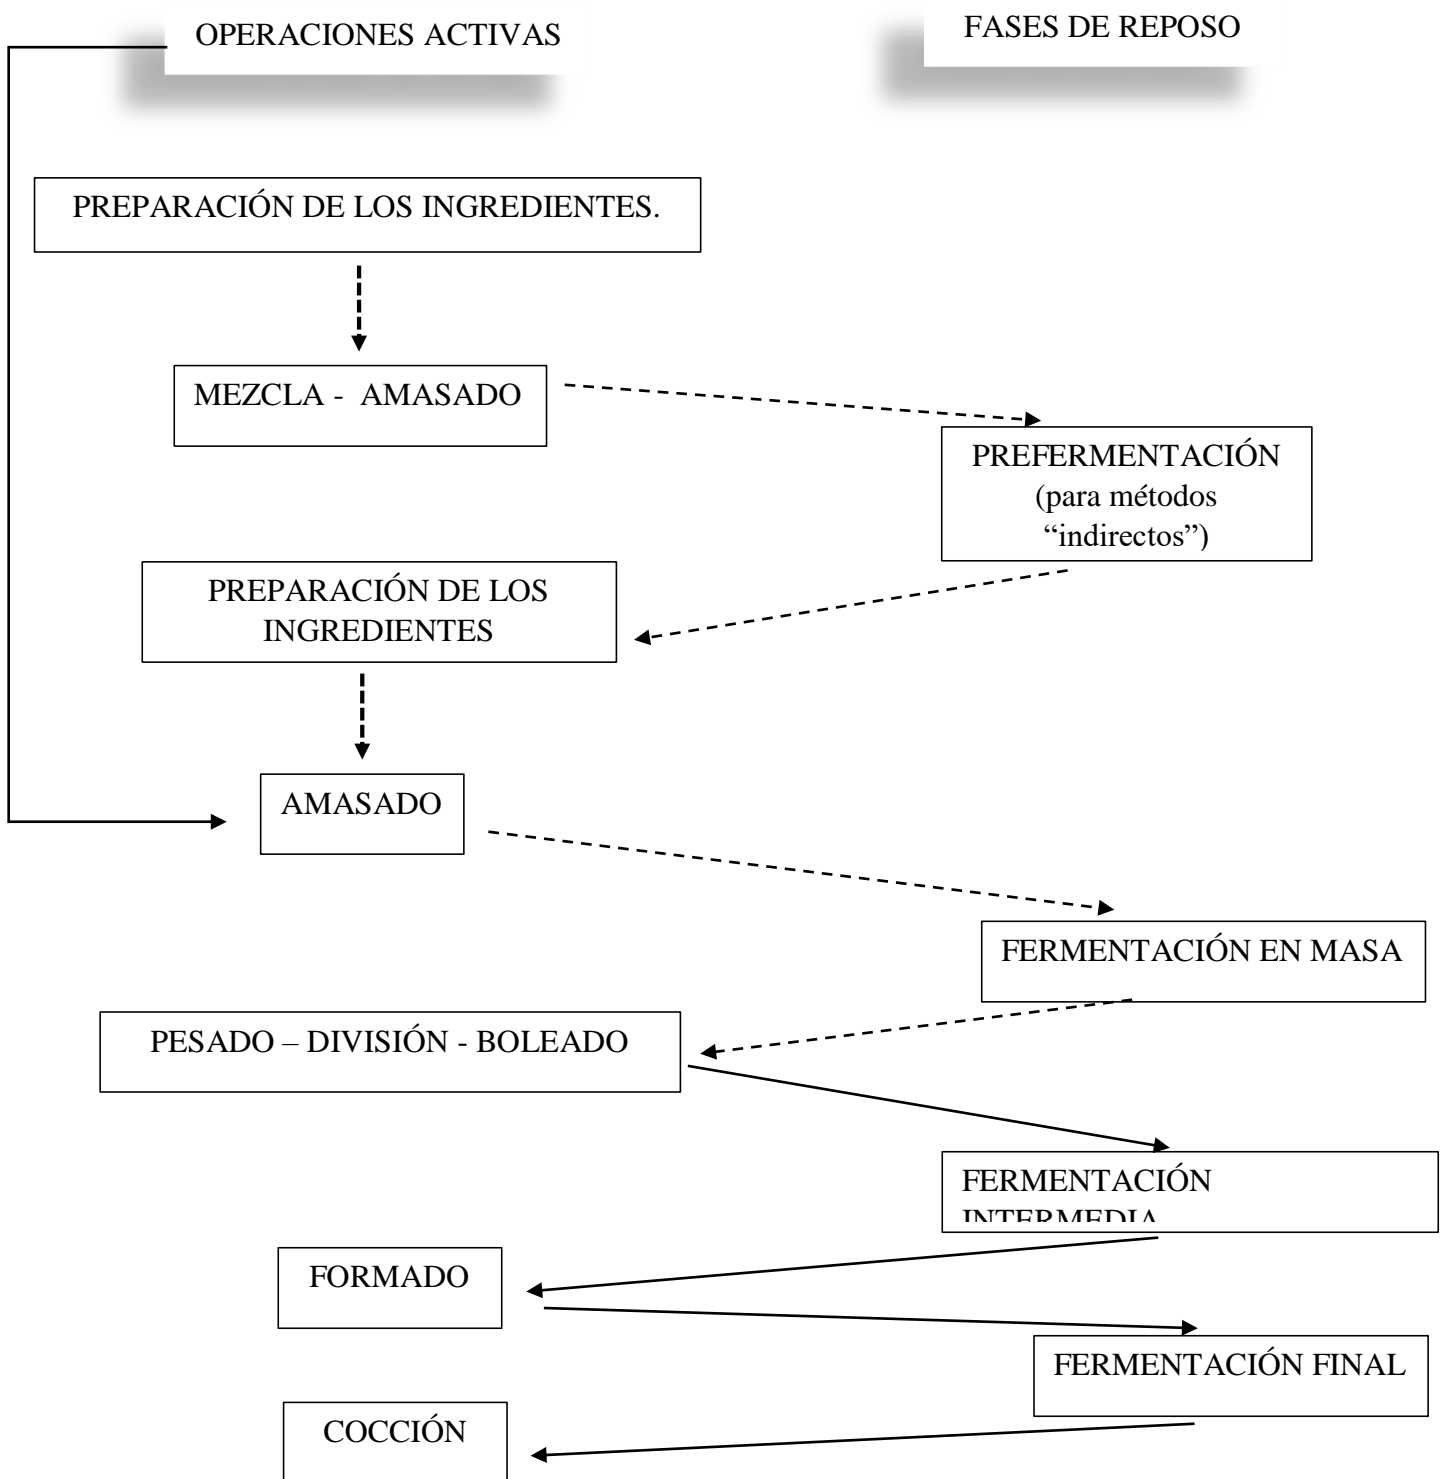 OPERACIONES ACTIVAS
FASES DE REPOSO
PREPARACIÓN DE LOS INGREDIENTES.
MEZCLA - AMASADO
PREFERMENTACIÓN
(para métodos
“indirectos”)
PREPARACIÓN DE LOS
INGREDIENTES
AMASADO
FERMENTACIÓN EN MASA
PESADO – DIVISIÓN - BOLEADO
FERMENTACIÓN
INTERMEDIA
FORMADO
FERMENTACIÓN FINAL
COCCIÓN